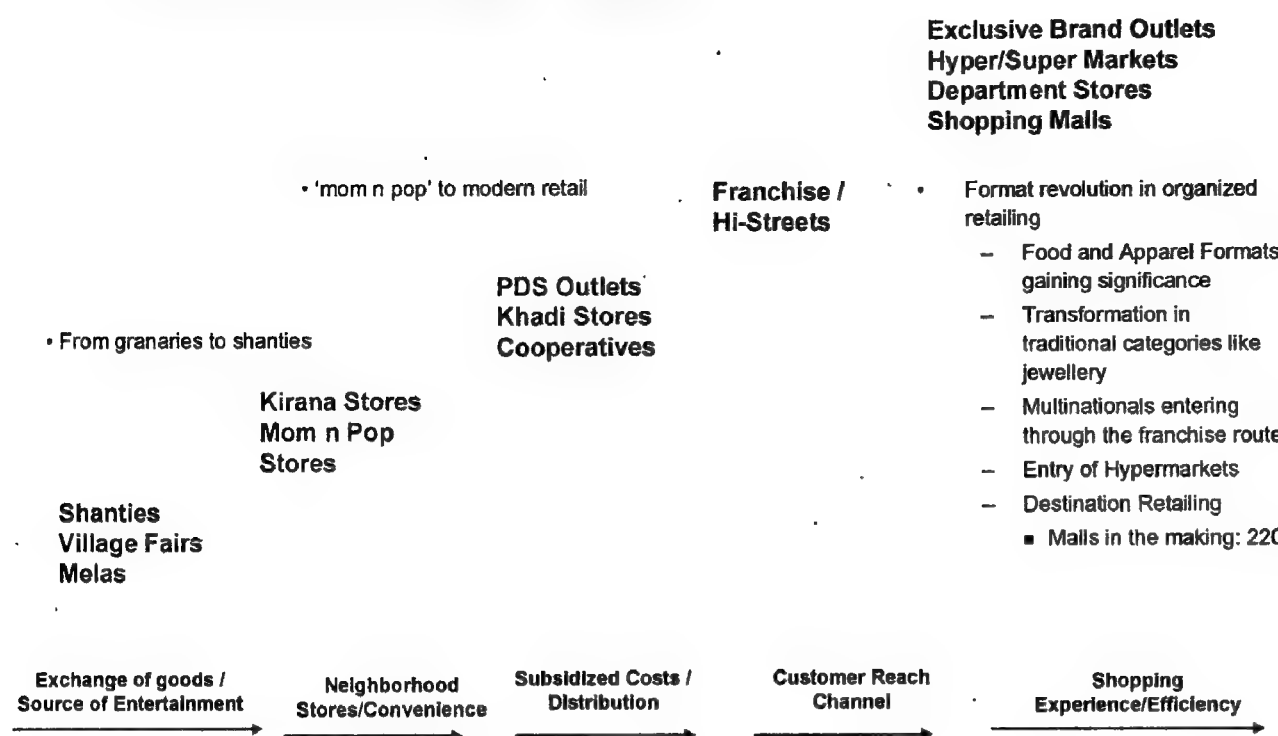 Exclusive Brand Outlets
Hyper/Super Markets
Department Stores
Shopping Malls
• 'mom n pop' to modern retail
Franchise /
Hi-Streets
• Format revolution in organized
retailing
– Food and Apparel Formats
gaining significance
– Transformation in
traditional categories like
jewellery
– Multinationals entering
through the franchise route
– Entry of Hypermarkets
– Destination Retailing
■ Malls in the making: 220
PDS Outlets
Khadi Stores
Cooperatives
• From granaries to shanties
Kirana Stores
Mom n Pop
Stores
Shanties
Village Fairs
Melas
Exchange of goods /
Source of Entertainment
Neighborhood
Stores/Convenience
Subsidized Costs /
Distribution
Customer Reach
Channel
Shopping
Experience/Efficiency